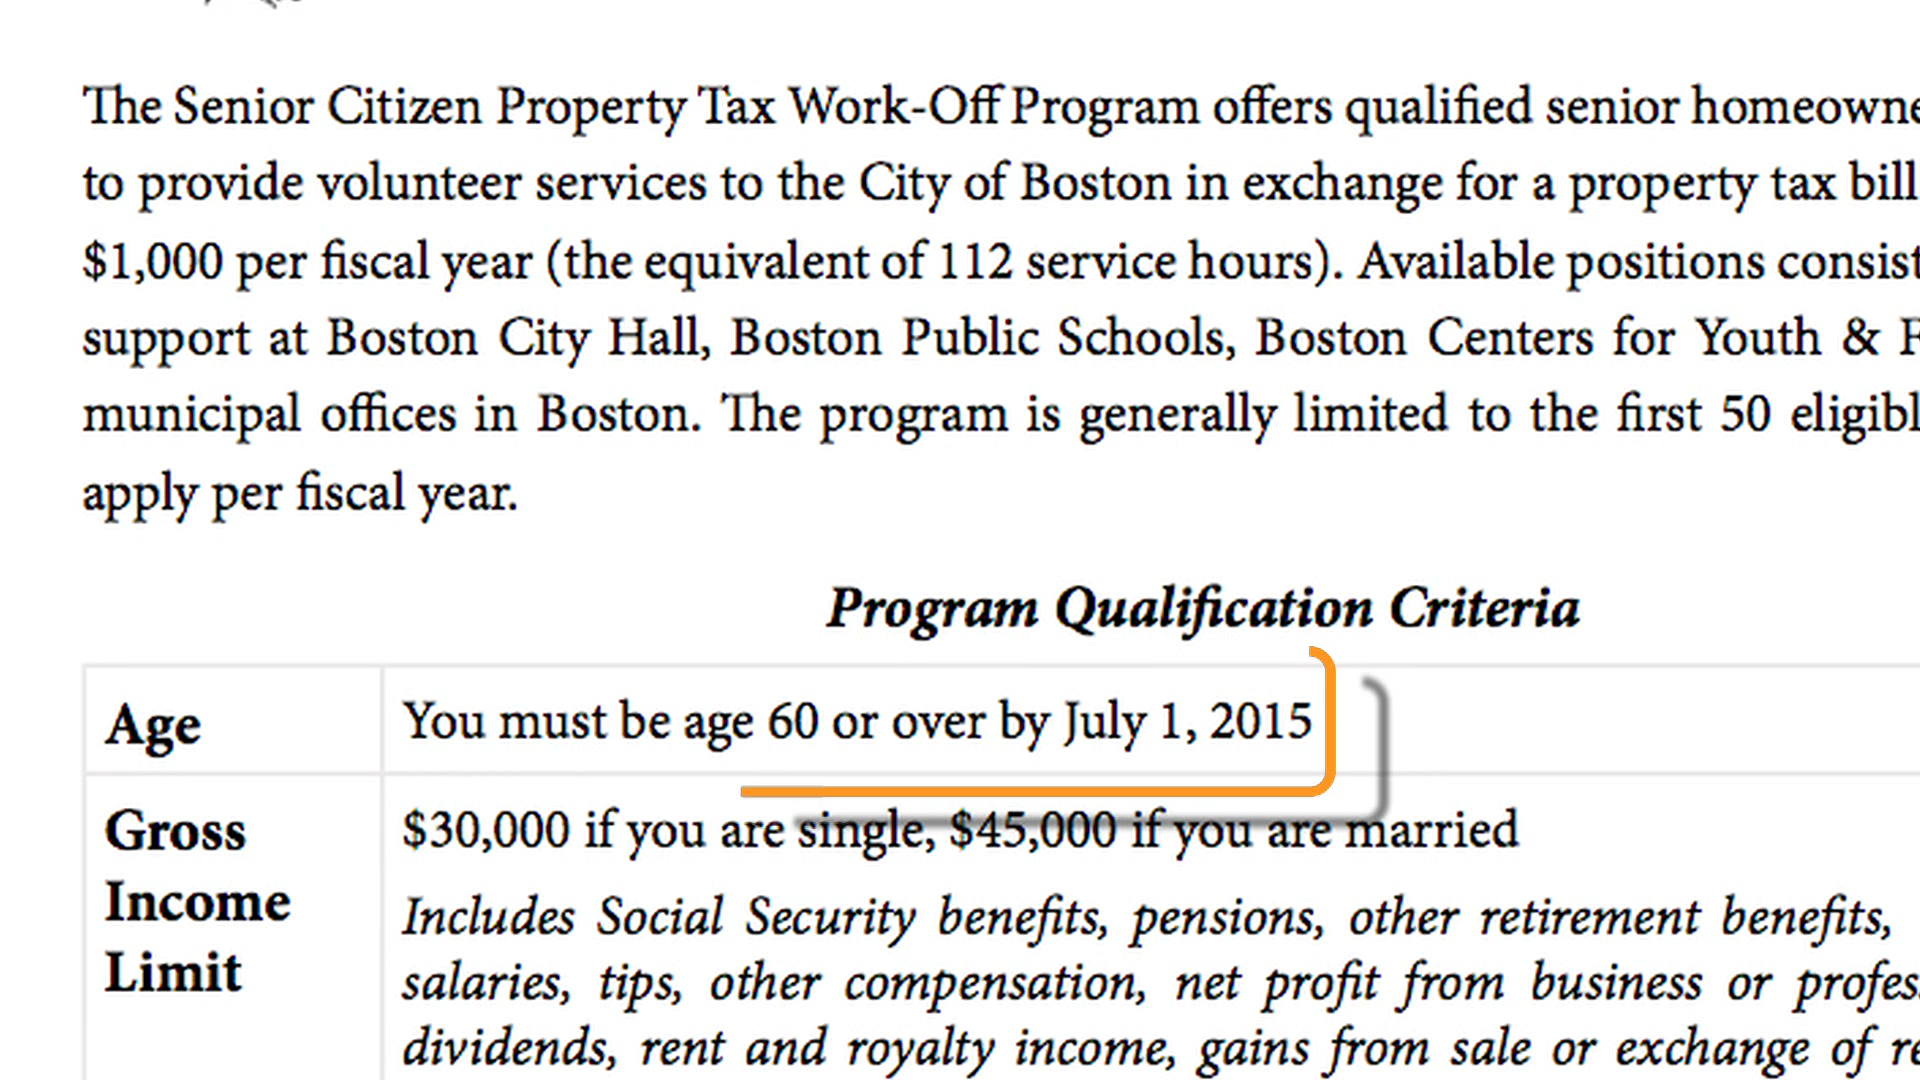 The Senior Citizen Property Tax Work-Off Program offers qualified senior
to provide volunteer services to the City of Boston in exchange for a property tax bill
$1,000 per fiscal year (the equivalent of 112 service hours). Available positions
support at Boston City Hall, Boston Public Schools, Boston Centers for Youth &
municipal offices in Boston. The program is generally limited to the first 50
apply per fiscal year.
Program Qualification Criteria
Age You must be age 60 or over by July 1, 2015
Gross Income Limit $30,000 if you are single, $45,000 if you are married
Includes Social Security benefits, pensions, other retirement benefits,
salaries, tips, other compensation, net profit from business or
dividends, rent and royalty income, gains from sale or exchange of